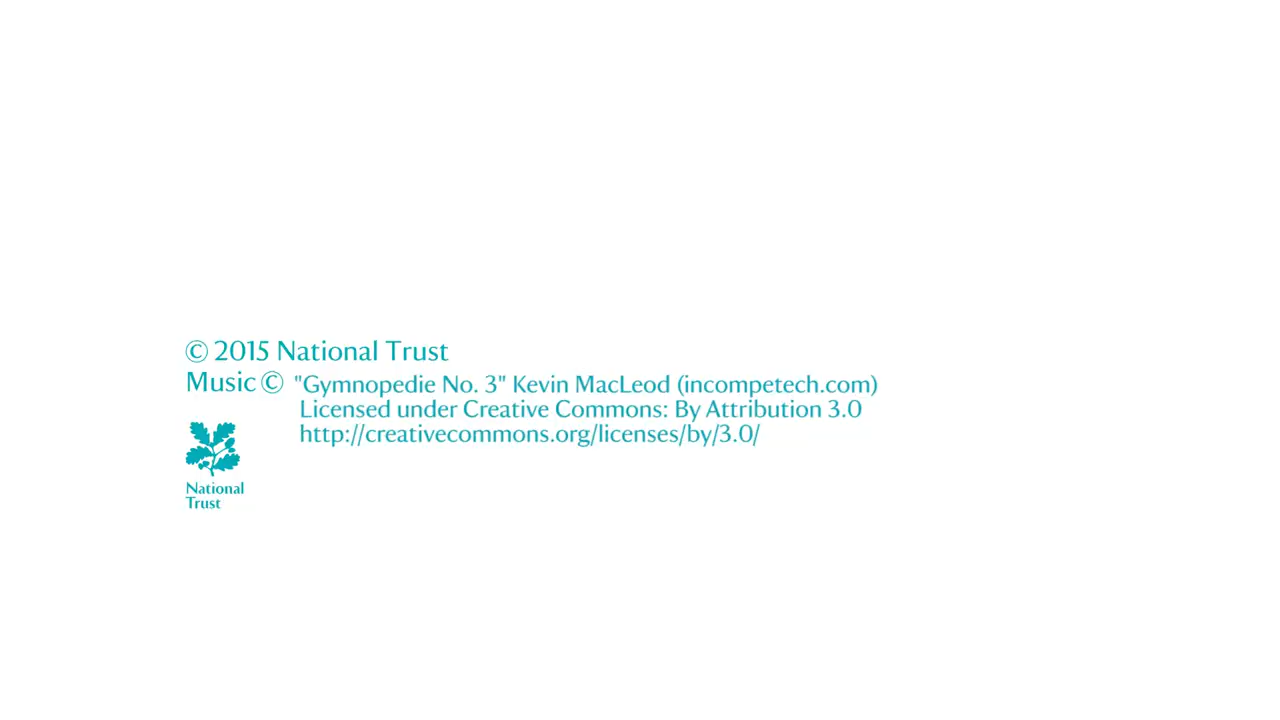 © 2015 National Trust
Music © "Gymnopedie No. 3" Kevin MacLeod (incompetech.com)
Licensed under Creative Commons: By Attribution 3.0
http://creativecommons.org/licenses/by/3.0/
National
Trust